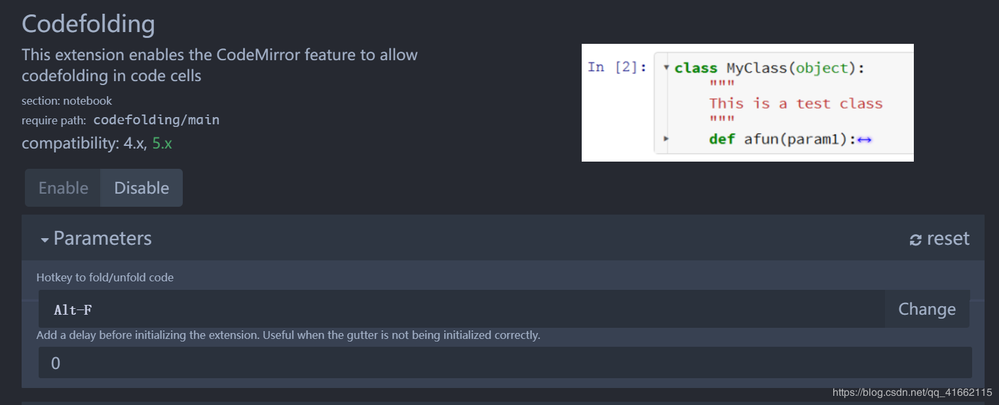 Codefolding
This extension enables the CodeMirror feature to allow
codefolding in code cells
section: notebook
require path: codefolding/main
compatibility: 4.x, 5.x
In [2]:
class MyClass(object):
"""
This is a test class
"""
def afun(param1):↔
Enable Disable
Parameters
reset
Hotkey to fold/unfold code
Alt-F
Change
Add a delay before initializing the extension. Useful when the gutter is not being initialized correctly.
0
https://blog.csdn.net/qq_41662115